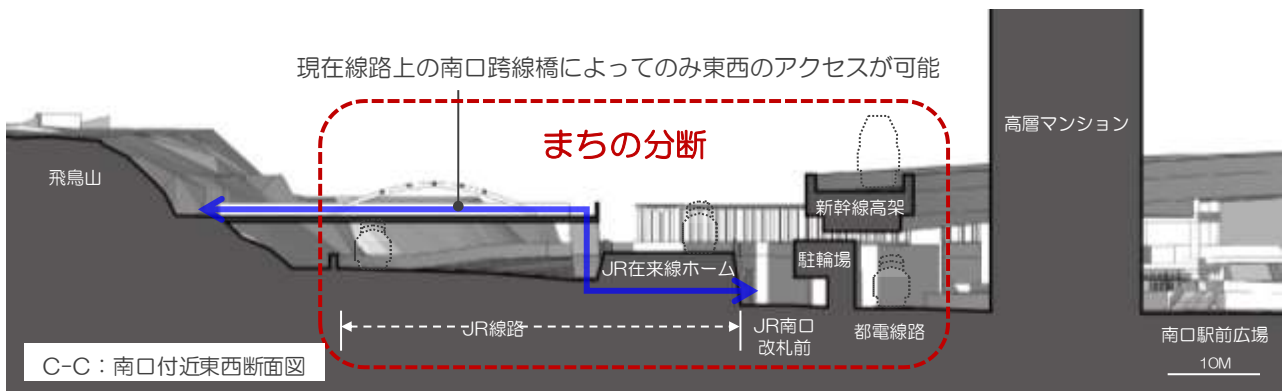 現在線路上の南口跨線橋によってのみ東西のアクセスが可能
まちの分断
高層マンション
飛鳥山
新幹線高架
JR在来線ホーム
駐輪場
JR線路
JR南口
改札前
都電線路
南口駅前広場
10M
C-C：南口付近東西断面図